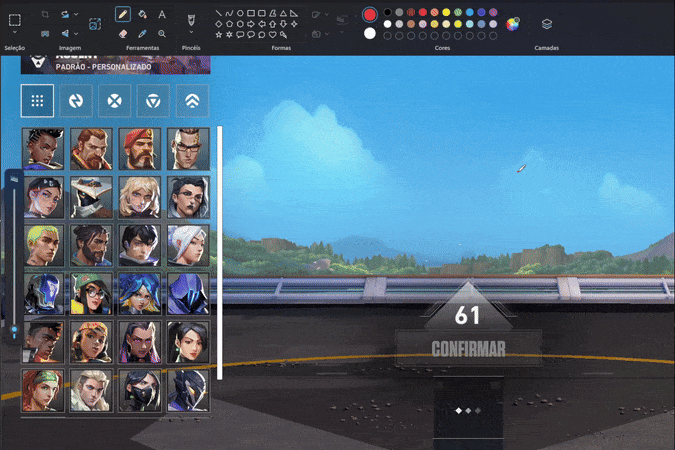 Seleção
Imagem
Ferramentas
Pincéis
Formas
Cores
Camadas
PADRÃO - PERSONALIZADO
61
CONFIRMAR